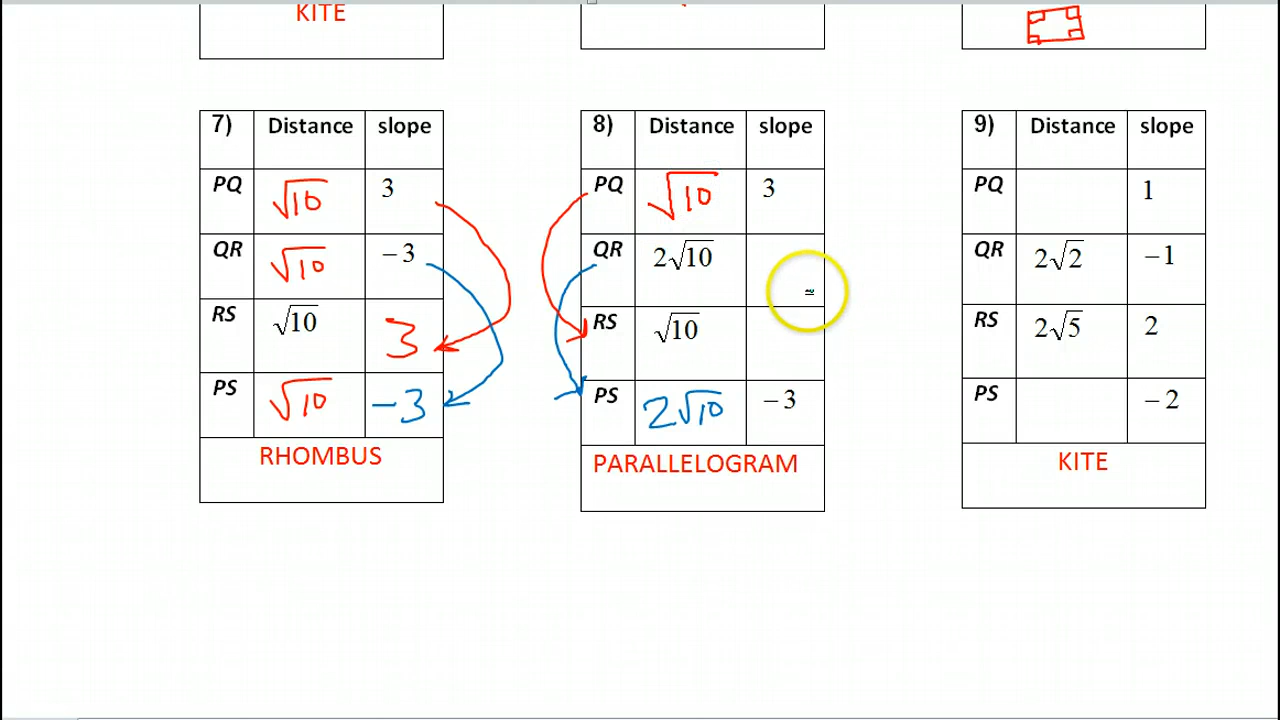 KITE
7) Distance slope
PQ √10 3
QR √10 −3
RS √10 3
PS √10 −3
RHOMBUS
8) Distance slope
PQ √10 3
QR 2√10
RS √10
PS 2√10 −3
PARALLELOGRAM
9) Distance slope
PQ 1
QR 2√2 −1
RS 2√5 2
PS −2
KITE